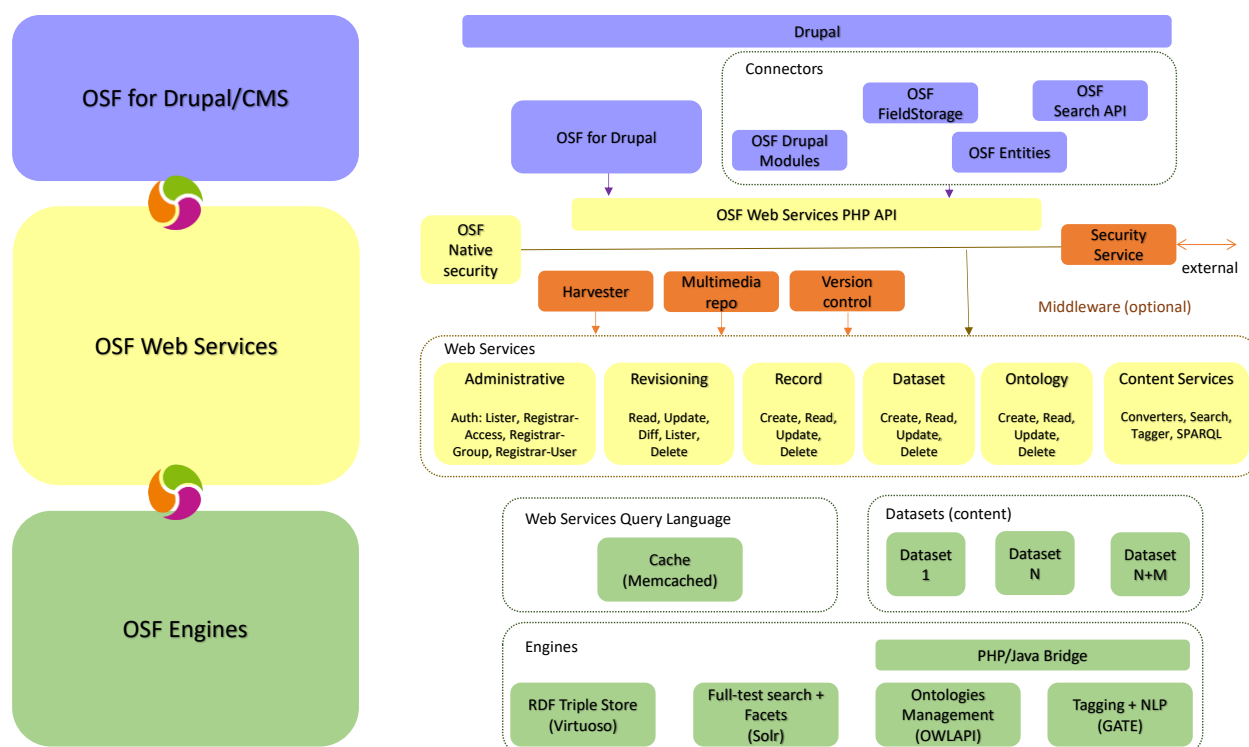 OSF for Drupal/CMS
OSF Web Services
OSF Engines
Drupal
Connectors
OSF for Drupal
OSF
FieldStorage
OSF
Search API
OSF Drupal
Modules
OSF Entities
OSF Web Services PHP API
OSF
Native
security
Security
Service
external
Harvester
Multimedia
repo
Version
control
Middleware (optional)
Web Services
Administrative
Auth: Lister, Registrar-
Access, Registrar-
Group, Registrar-User
Revisioning
Read, Update,
Diff, Lister,
Delete
Record
Create, Read,
Update,
Delete
Dataset
Create, Read,
Update,
Delete
Ontology
Create, Read,
Update,
Delete
Content Services
Converters, Search,
Tagger, SPARQL
Web Services Query Language
Cache
(Memcached)
Datasets (content)
Dataset
1
Dataset
N
Dataset
N+M
Engines
PHP/Java Bridge
RDF Triple Store
(Virtuoso)
Full-test search +
Facets
(Solr)
Ontologies
Management
(OWLAPI)
Tagging + NLP
(GATE)